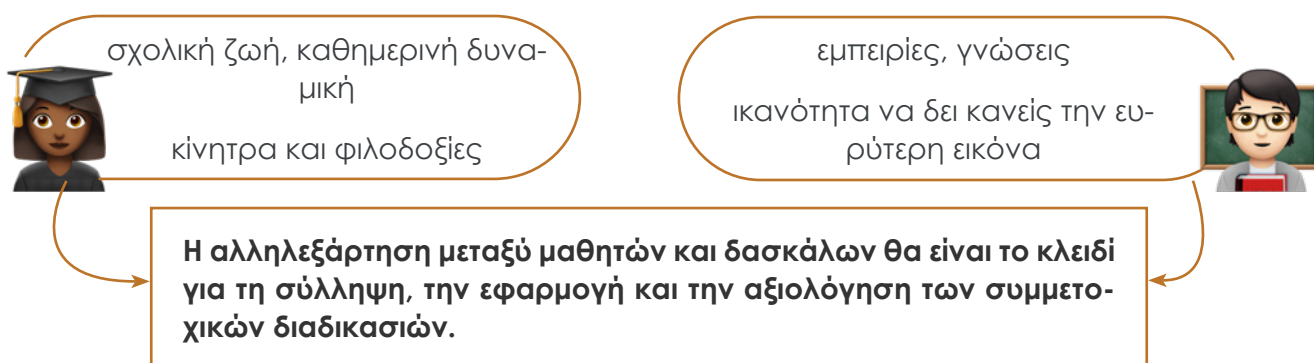 σχολική ζωή, καθημερινή δυνα-
μική
κίνητρα και φιλοδοξίες
εμπειρίες, γνώσεις
ικανότητα να δει κανείς την ευ-
ρύτερη εικόνα
Η αλληλεξάρτηση μεταξύ μαθητών και δασκάλων θα είναι το κλειδί
για τη σύλληψη, την εφαρμογή και την αξιολόγηση των συμμετο-
χικών διαδικασιών.